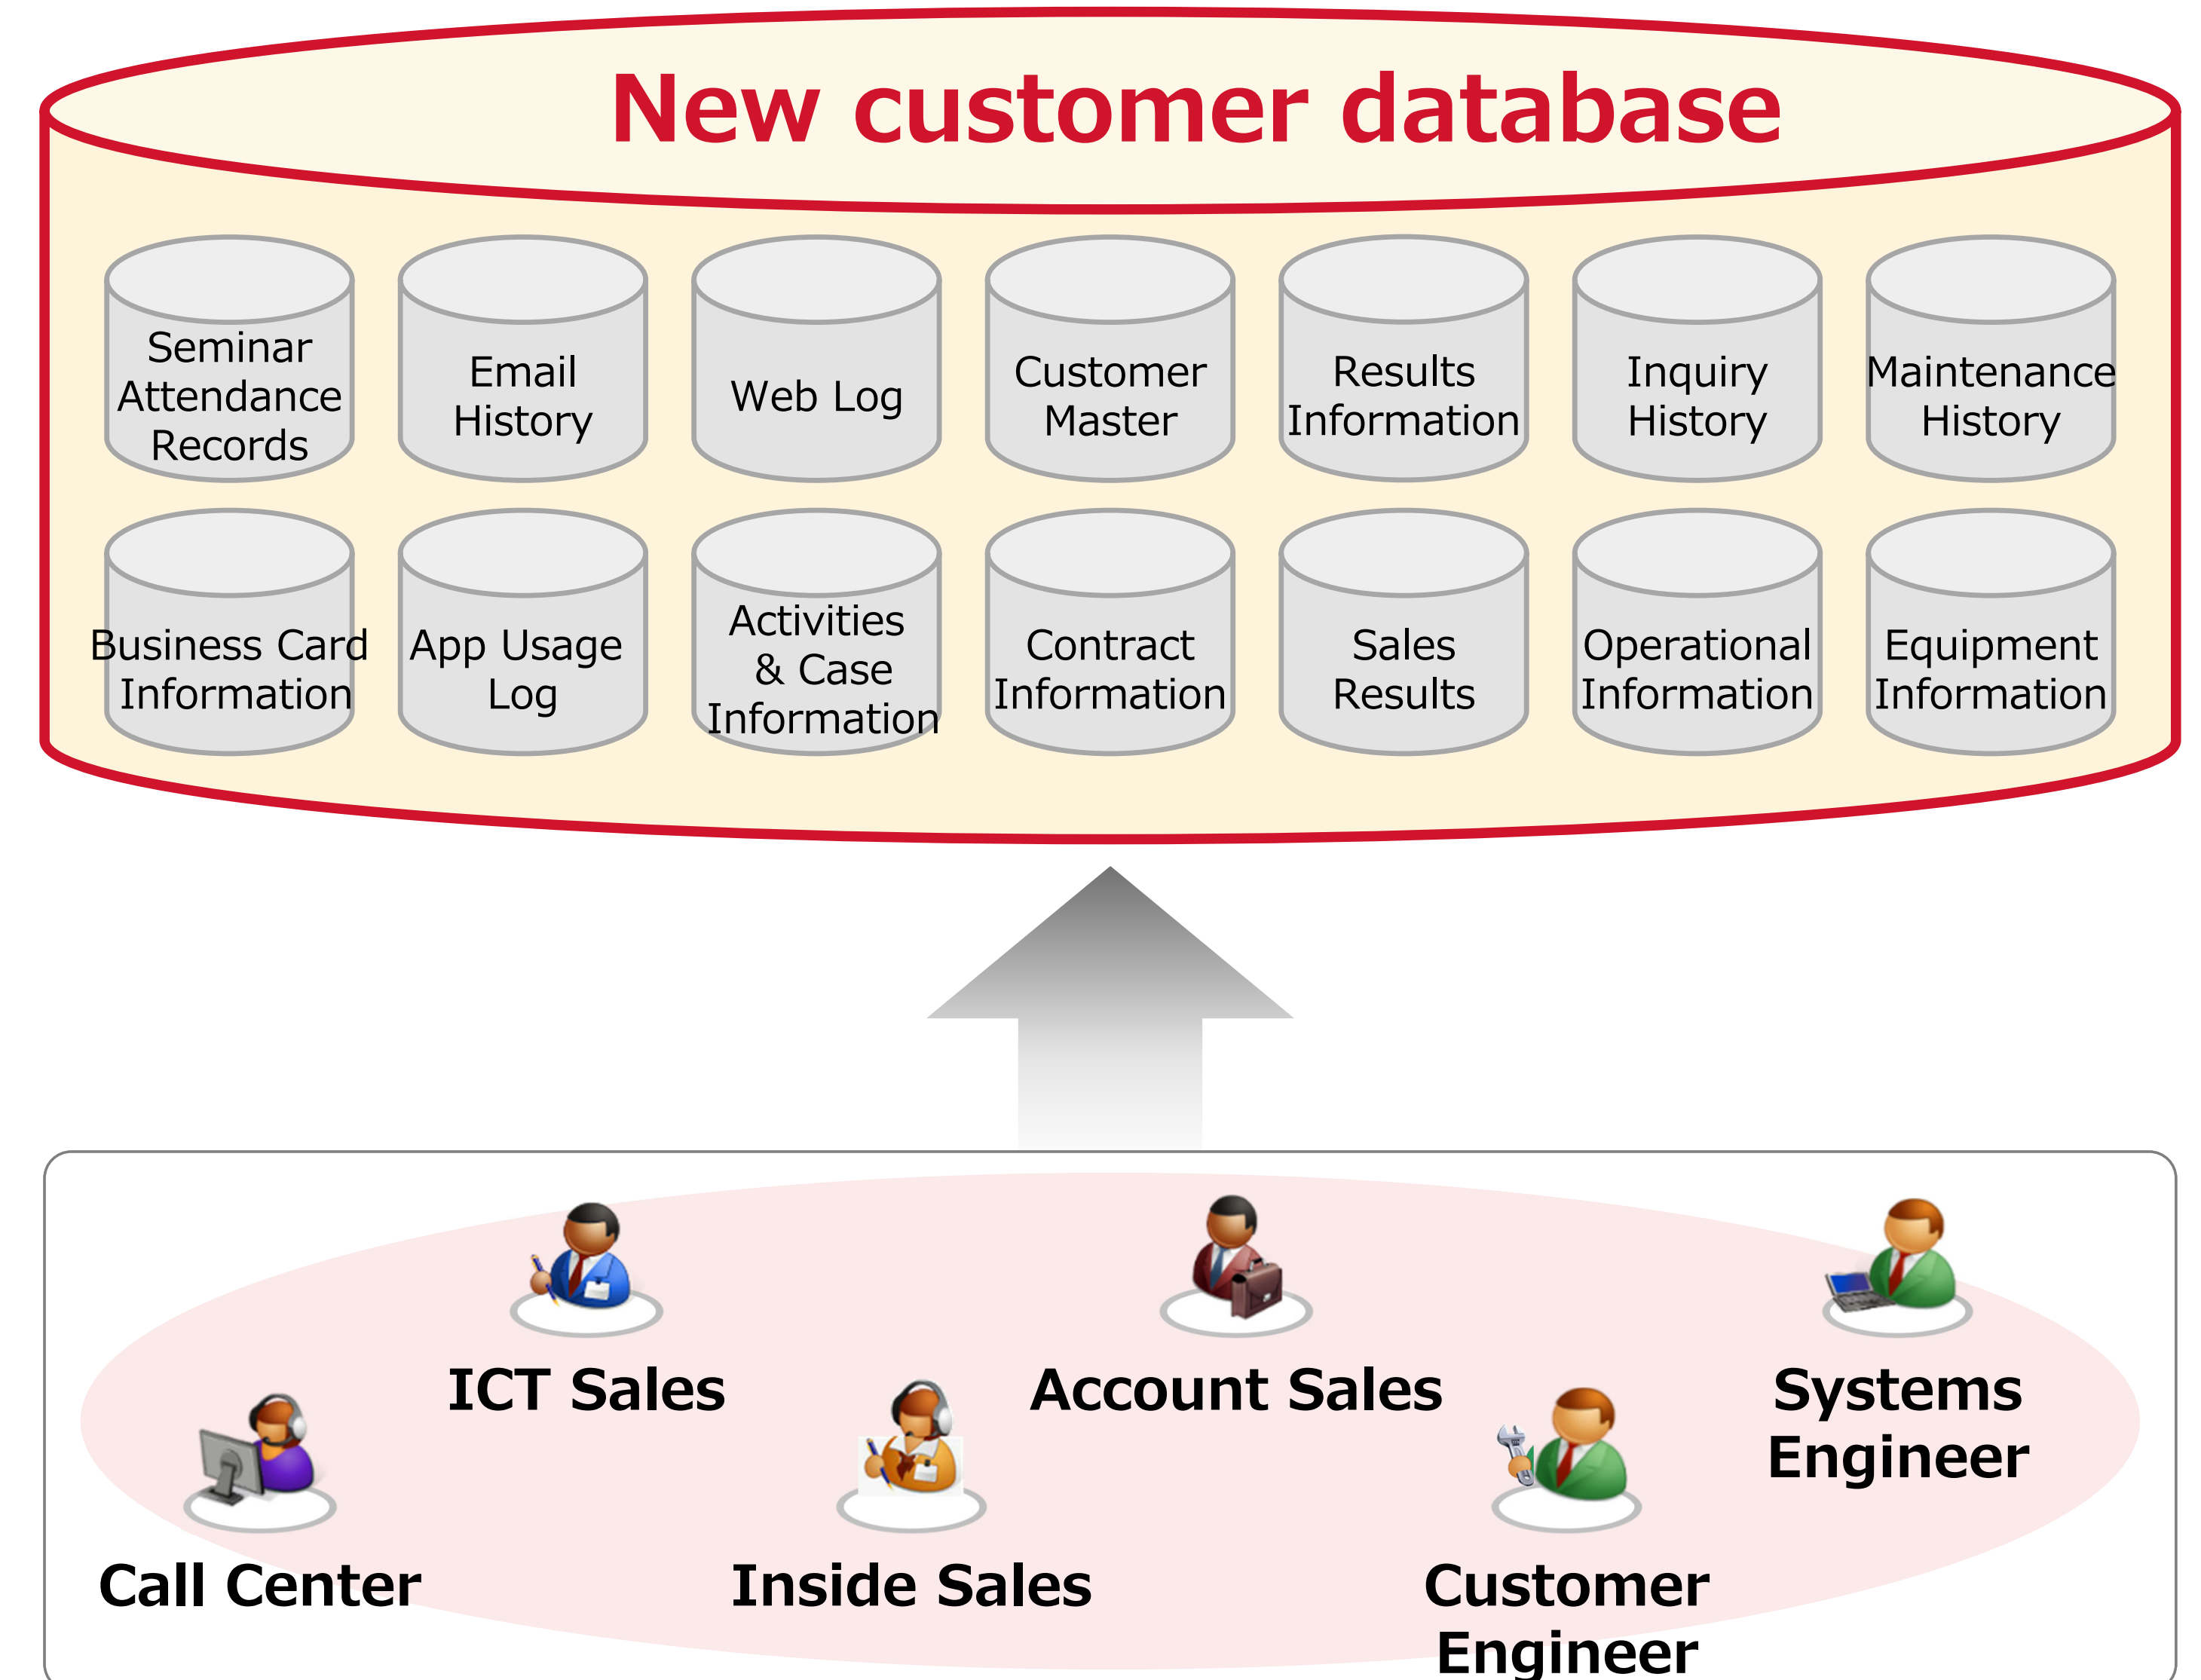 New customer database
Seminar
Attendance
Records
Email
History
Web Log
Customer
Master
Results
Information
Inquiry
History
Maintenance
History
Business Card
Information
App Usage
Log
Activities
& Case
Information
Contract
Information
Sales
Results
Operational
Information
Equipment
Information
ICT Sales
Account Sales
Systems
Engineer
Call Center
Inside Sales
Customer
Engineer